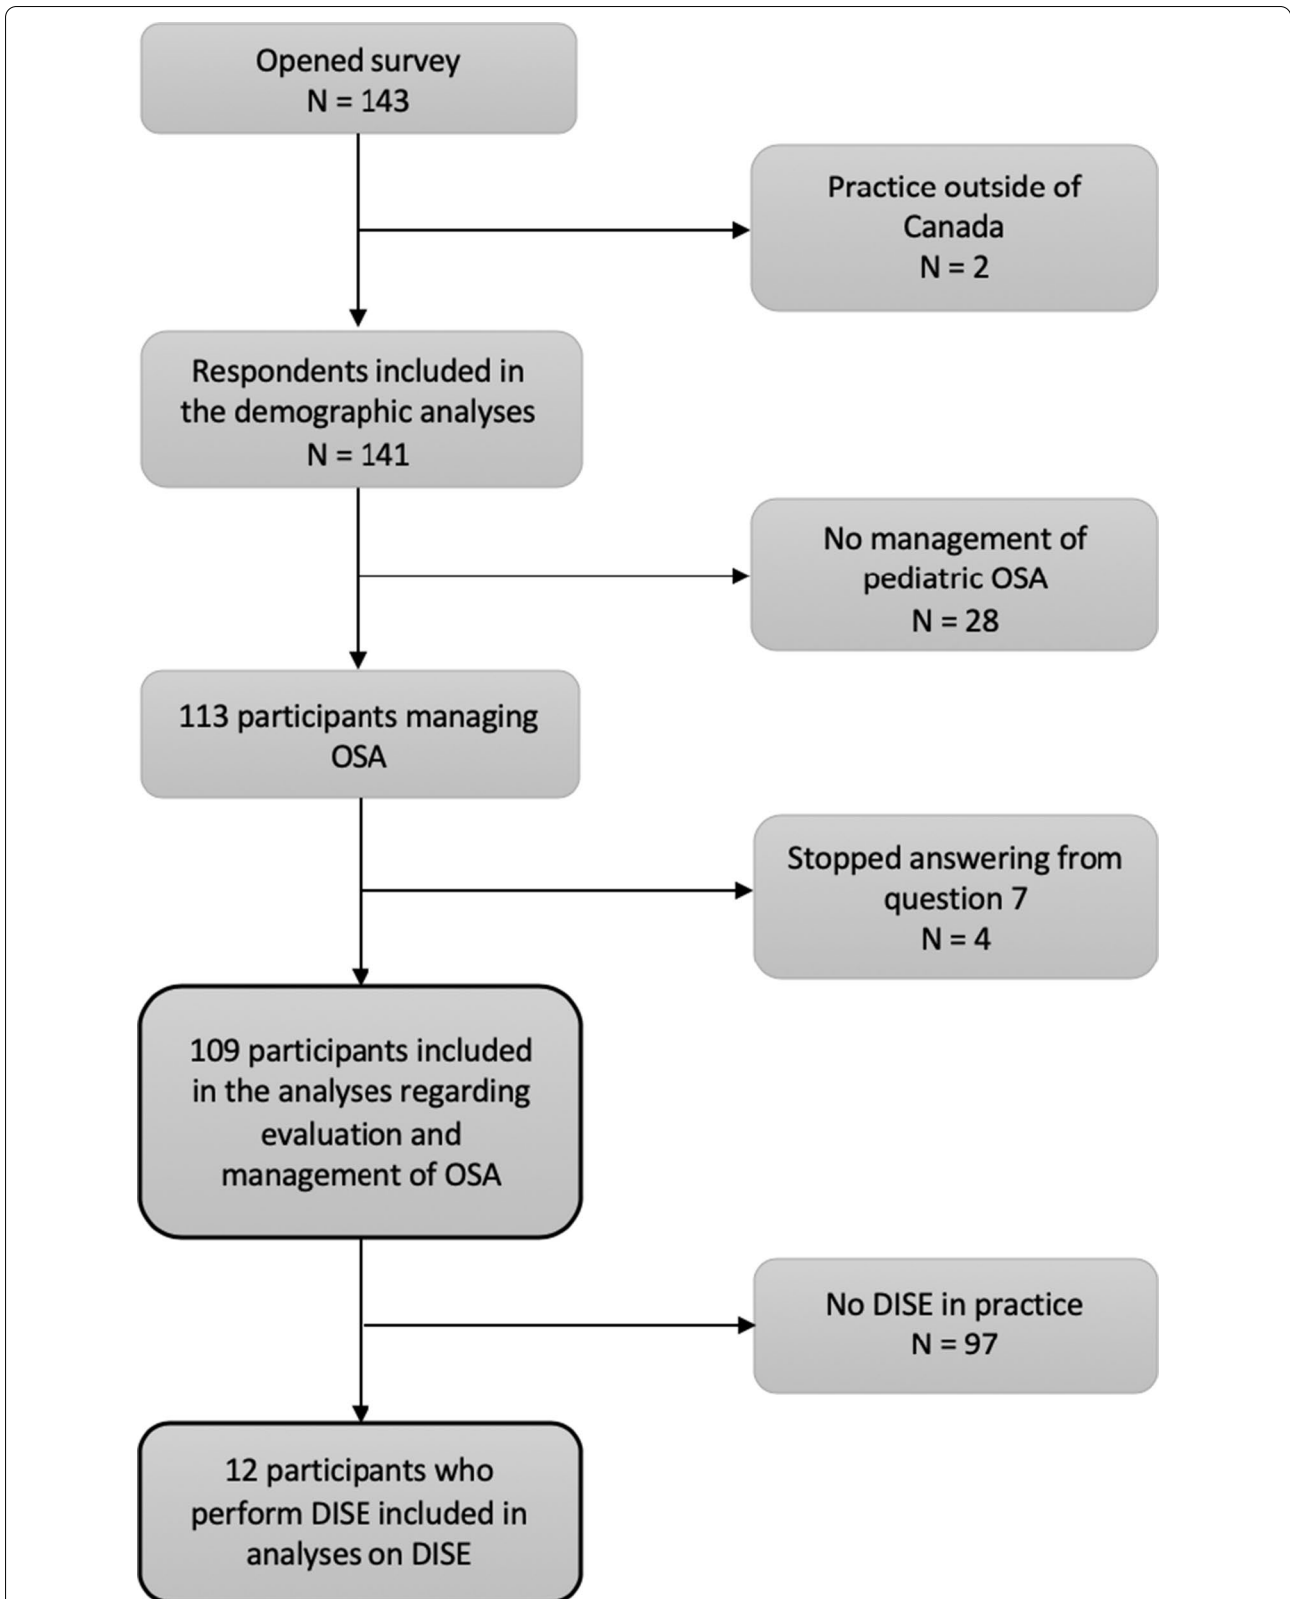 Opened survey
N = 143
Practice outside of
Canada
N = 2
Respondents included in
the demographic analyses
N = 141
No management of
pediatric OSA
N = 28
113 participants managing
OSA
Stopped answering from
question 7
N = 4
109 participants included
in the analyses regarding
evaluation and
management of OSA
No DISE in practice
N = 97
12 participants who
perform DISE included in
analyses on DISE